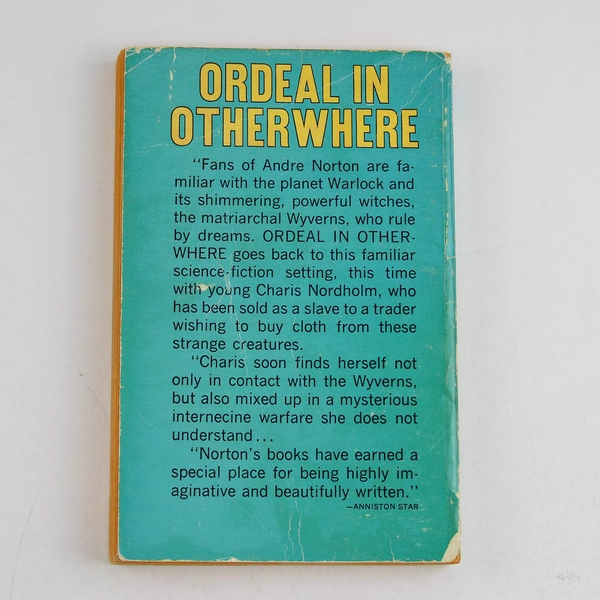 ORDEAL IN
OTHERWHERE
"Fans of Andre Norton are fa-
miliar with the planet Warlock and
its shimmering, powerful witches,
the matriarchal Wyverns, who rule
by dreams. ORDEAL IN OTHER-
WHERE goes back to this familiar
science-fiction setting, this time
with young Charis Nordholm, who
has been sold as a slave to a trader
wishing to buy cloth from these
strange creatures.
"Charis soon finds herself not
only in contact with the Wyverns,
but also mixed up in a mysterious
internecine warfare she does not
understand...
"Norton's books have earned a
special place for being highly im-
aginative and beautifully written."
—ANNISTON STAR